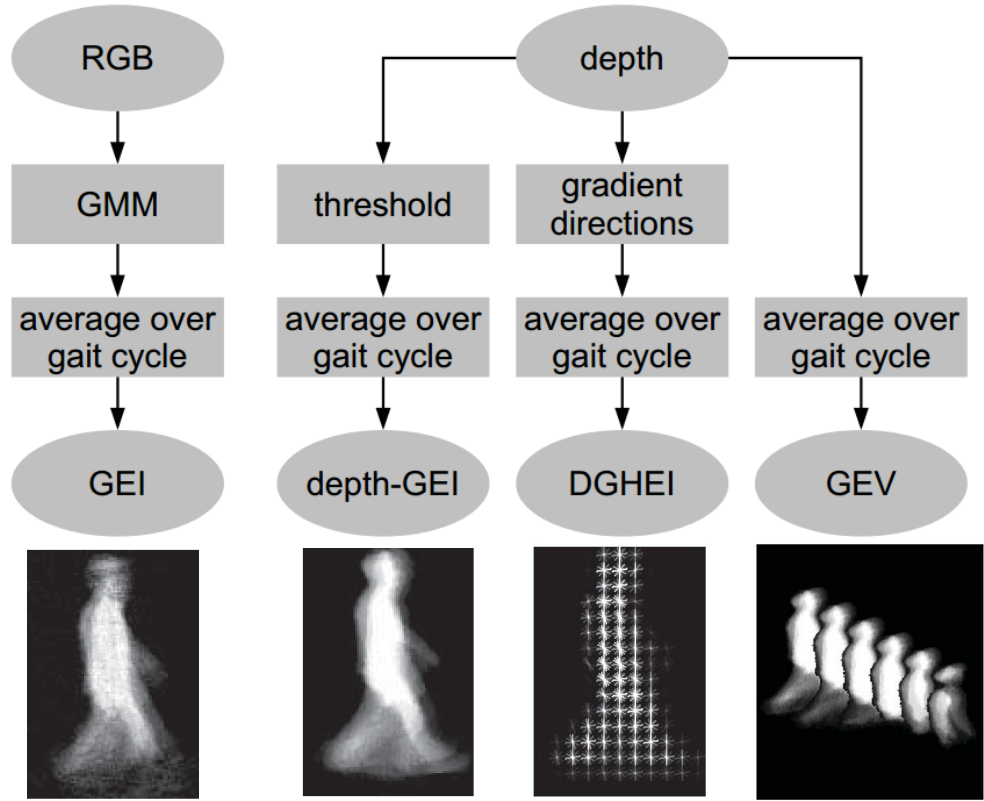 RGB
depth
GMM
threshold
gradient
directions
average over
gait cycle
average over
gait cycle
average over
gait cycle
average over
gait cycle
GEI
depth-GEI
DGHEI
GEV